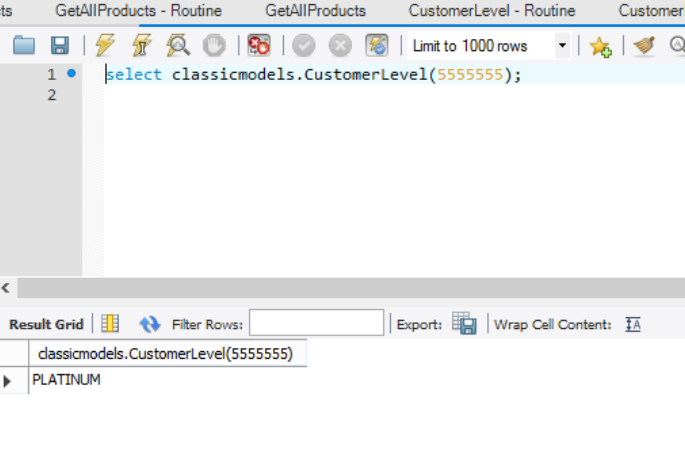 ts GetAllProducts - Routine GetAllProducts CustomerLevel - Routine Customer
Limit to 1000 rows
1 select classicmodels.CustomerLevel(5555555);
2
Result Grid Filter Rows: Export: Wrap Cell Content: IA
classicmodels.CustomerLevel(5555555)
PLATINUM